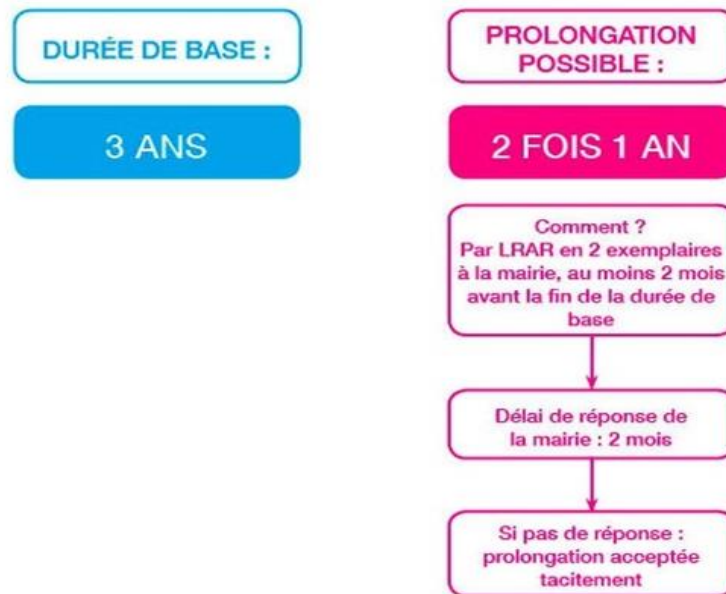 DURÉE DE BASE :
3 ANS
PROLONGATION
POSSIBLE :
2 FOIS 1 AN
Comment ?
Par LRAR en 2 exemplaires
à la mairie, au moins 2 mois
avant la fin de la durée de
base
Délai de réponse de
la mairie : 2 mois
Si pas de réponse :
prolongation acceptée
tacitement